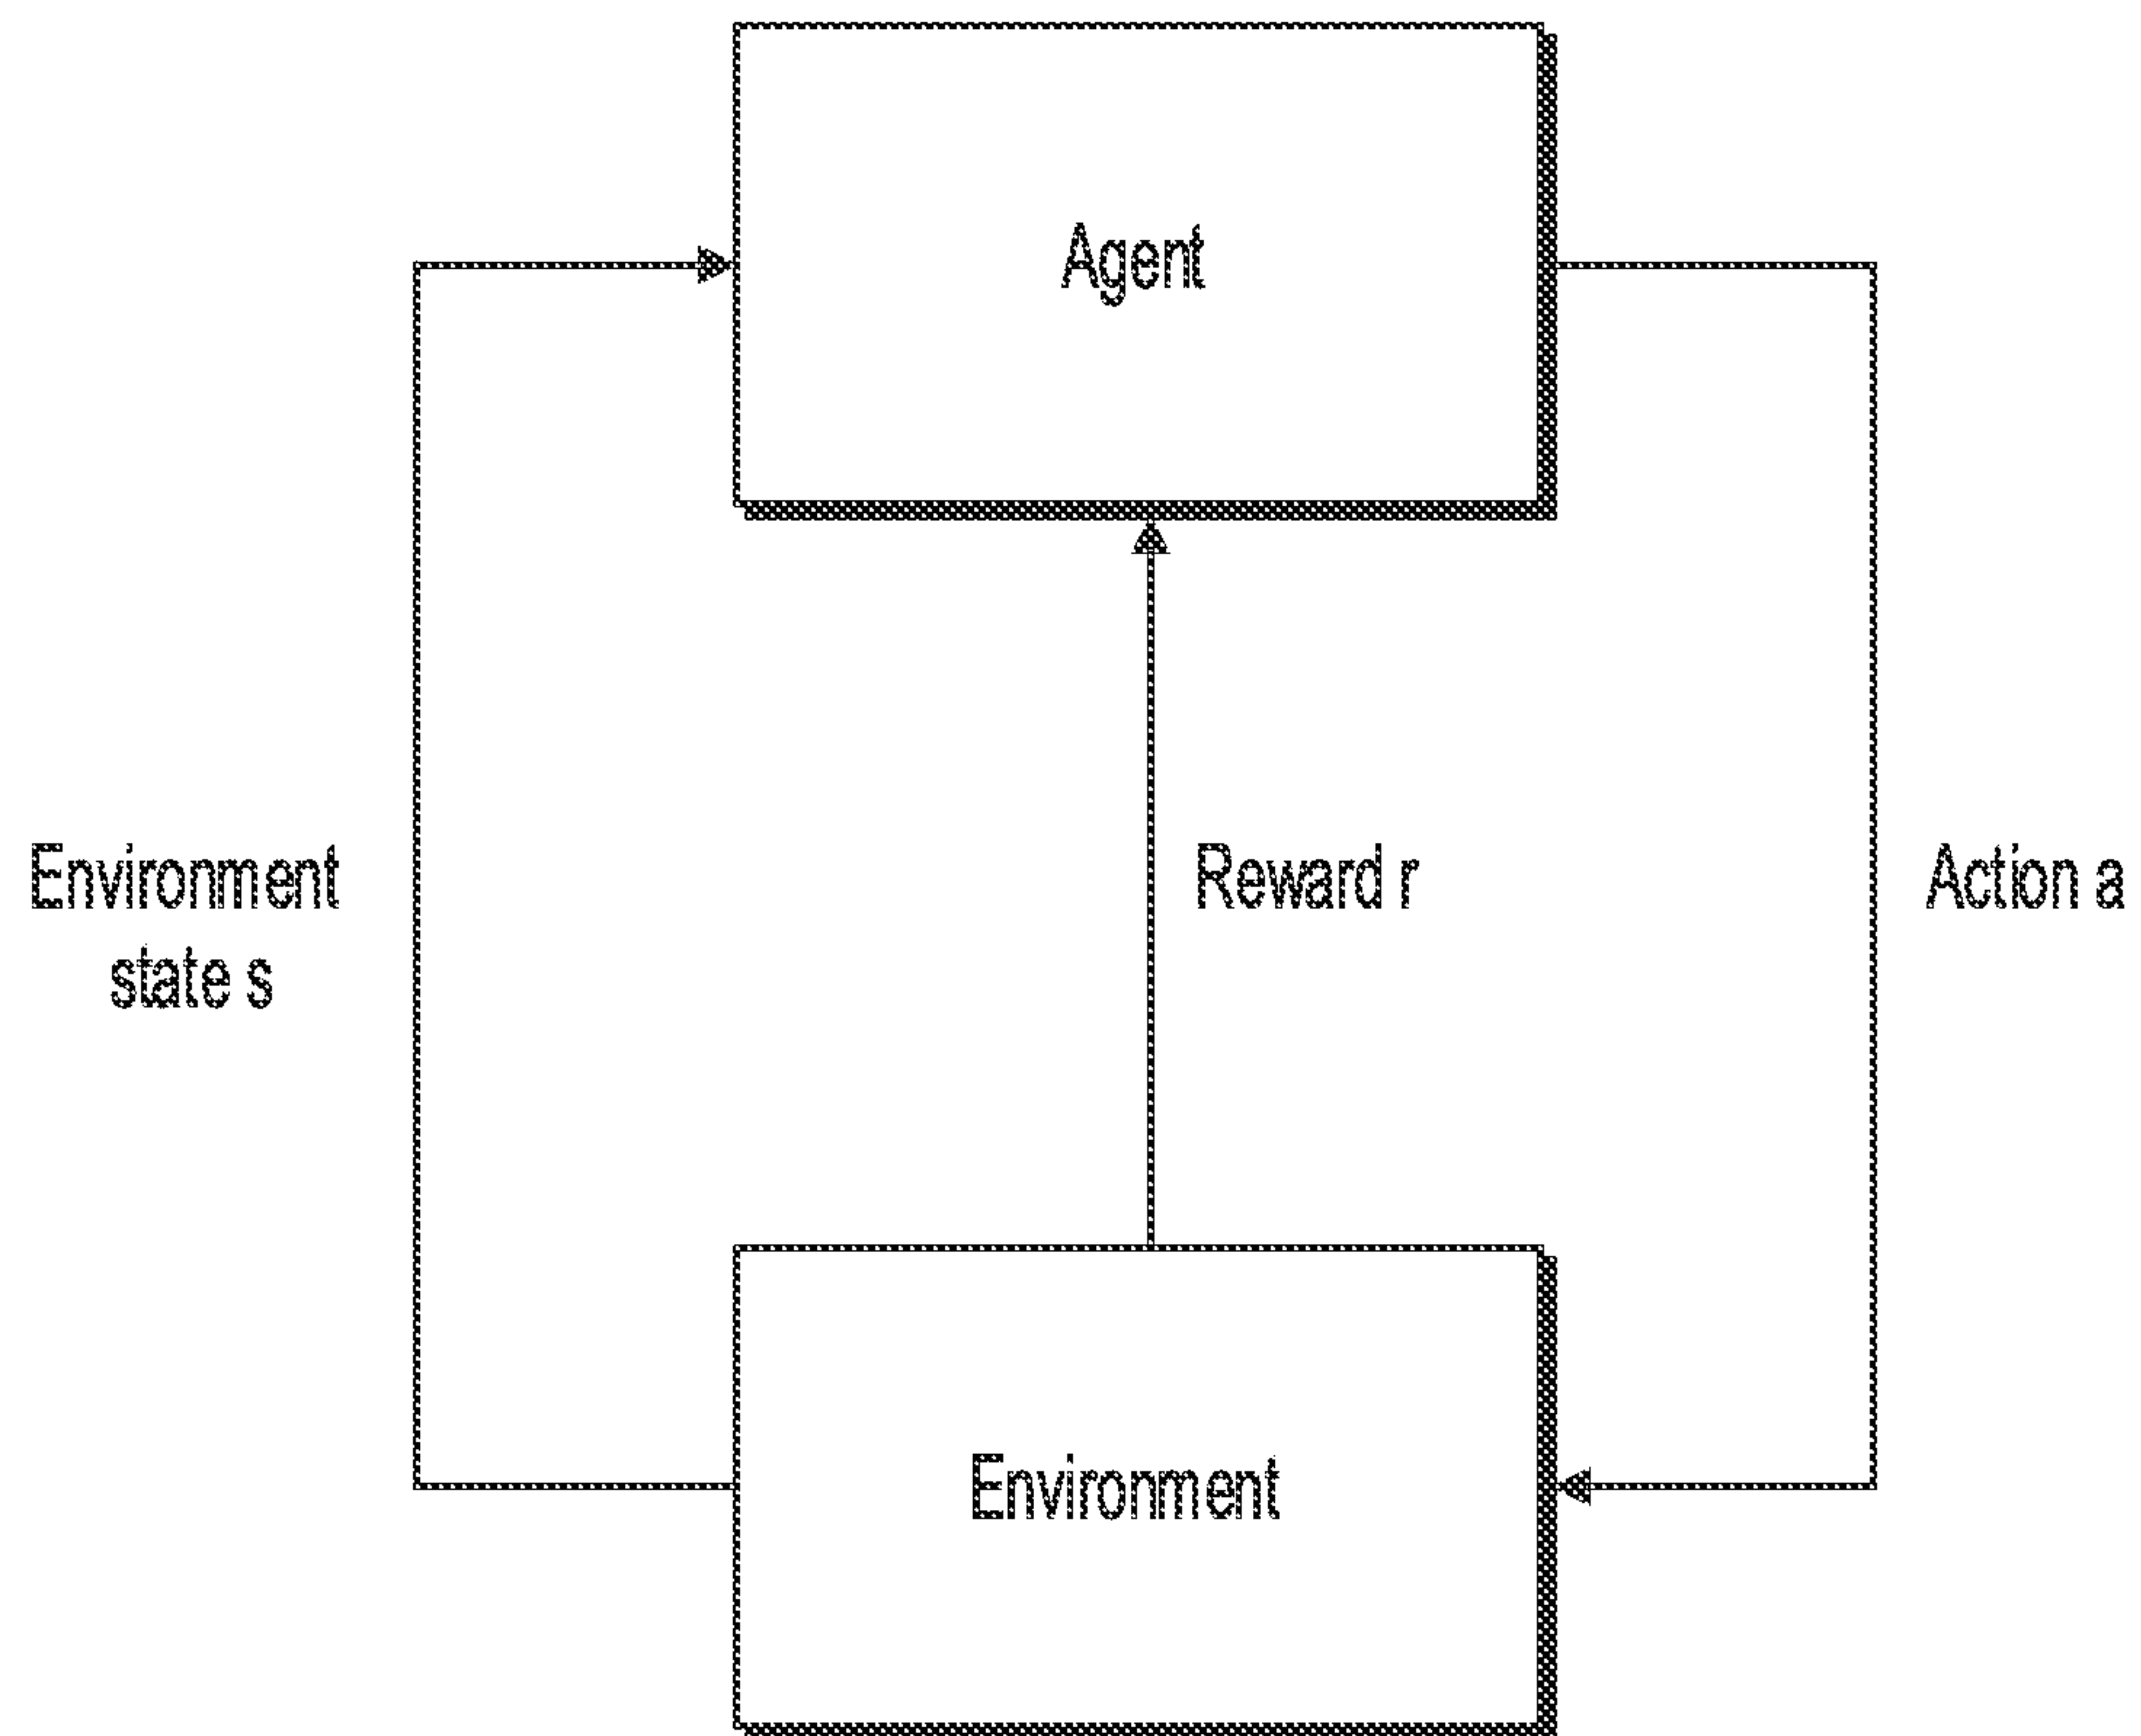 Agent
Environment
state s
Reward r
Action a
Environment